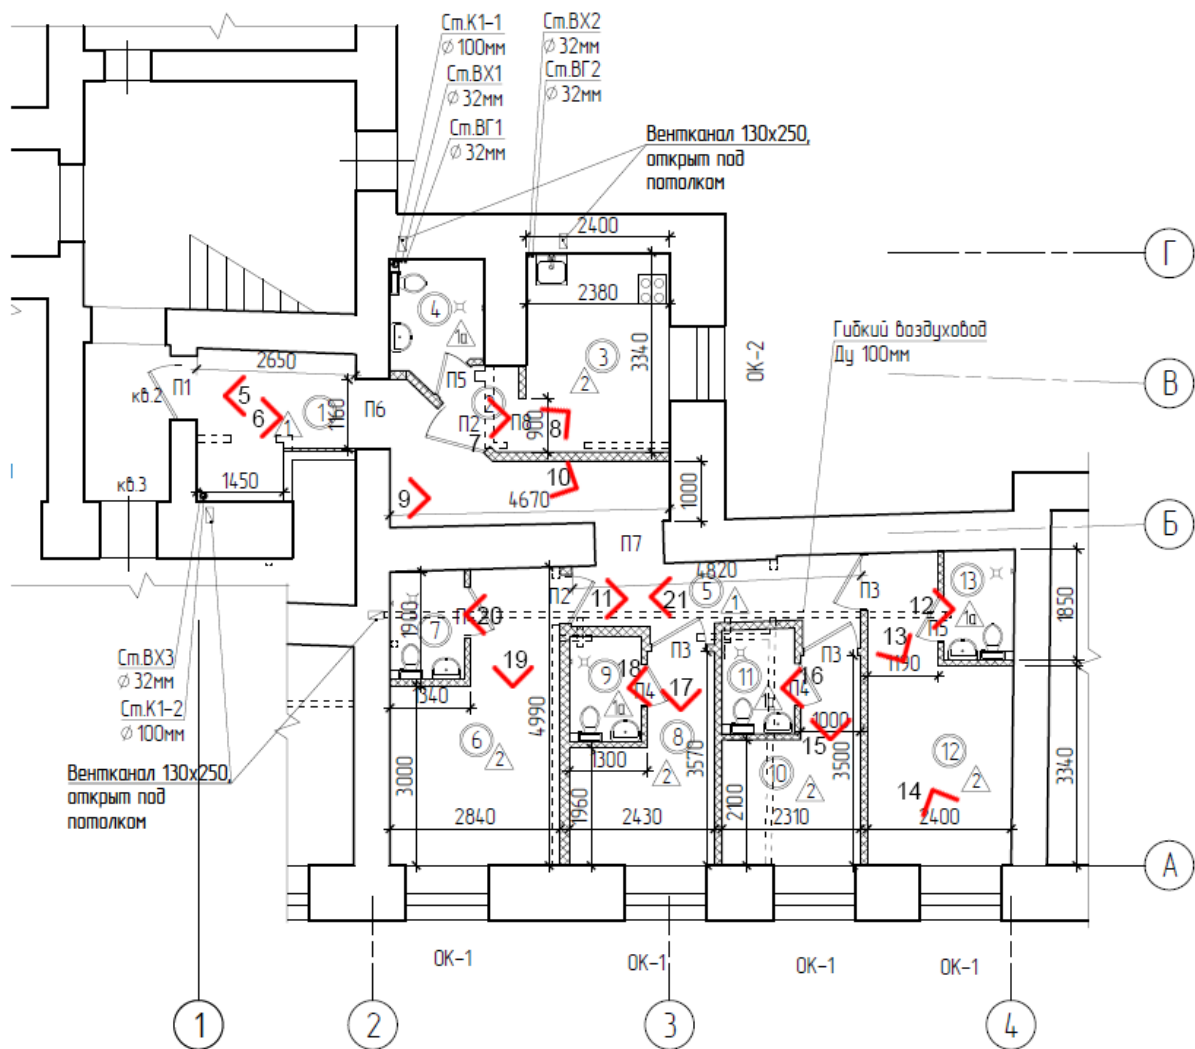 Ст.К1-1
Ø 100мм
Ст.ВХ1
Ø 32мм
Ст.ВГ1
Ø 32мм
Ст.ВХ2
Ø 32мм
Ст.ВГ2
Ø 32мм
Вентканал 130х250,
открыт под
потолком
2400
Г
2380
4
1а
3
2
3340
ОК-2
Гибкий воздуховод
Ду 100мм
В
2650
П1
кв.2
5
6
1
1
1160
П6
П5
П2
7
П8
900
8
кв.3
1450
9
10
4670
1000
Б
П7
4820
П2
11
21
5
1
П3
12
13
1а
П5
1850
13
1190
1900
7
20
19
340
6
2
4990
3000
2840
18
9
1а
П4
17
П3
8
2
3570
1300
1960
2430
11
П4
16
П3
1000
15
3500
10
2
2100
2310
12
2
14
3340
2400
А
Ст.ВХ3
Ø 32мм
Ст.К1-2
Ø 100мм
Вентканал 130х250,
открыт под
потолком
ОК-1
ОК-1
ОК-1
ОК-1
1
2
3
4